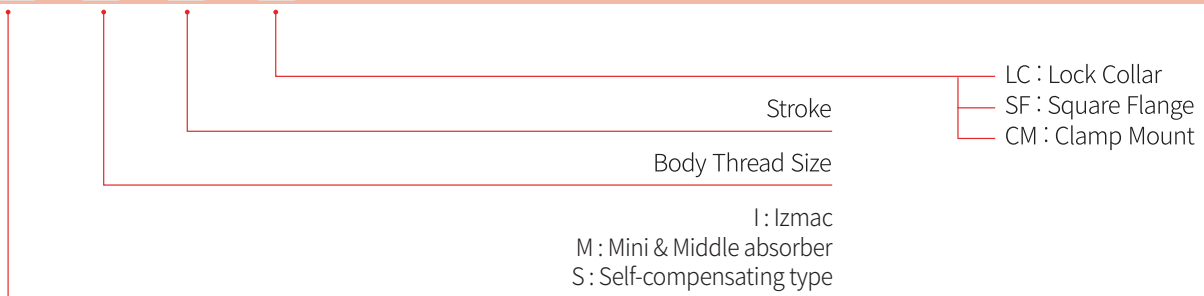 LC : Lock Collar
Stroke
SF : Square Flange
CM : Clamp Mount
Body Thread Size
I : Izmac
M : Mini & Middle absorber
S : Self-compensating type